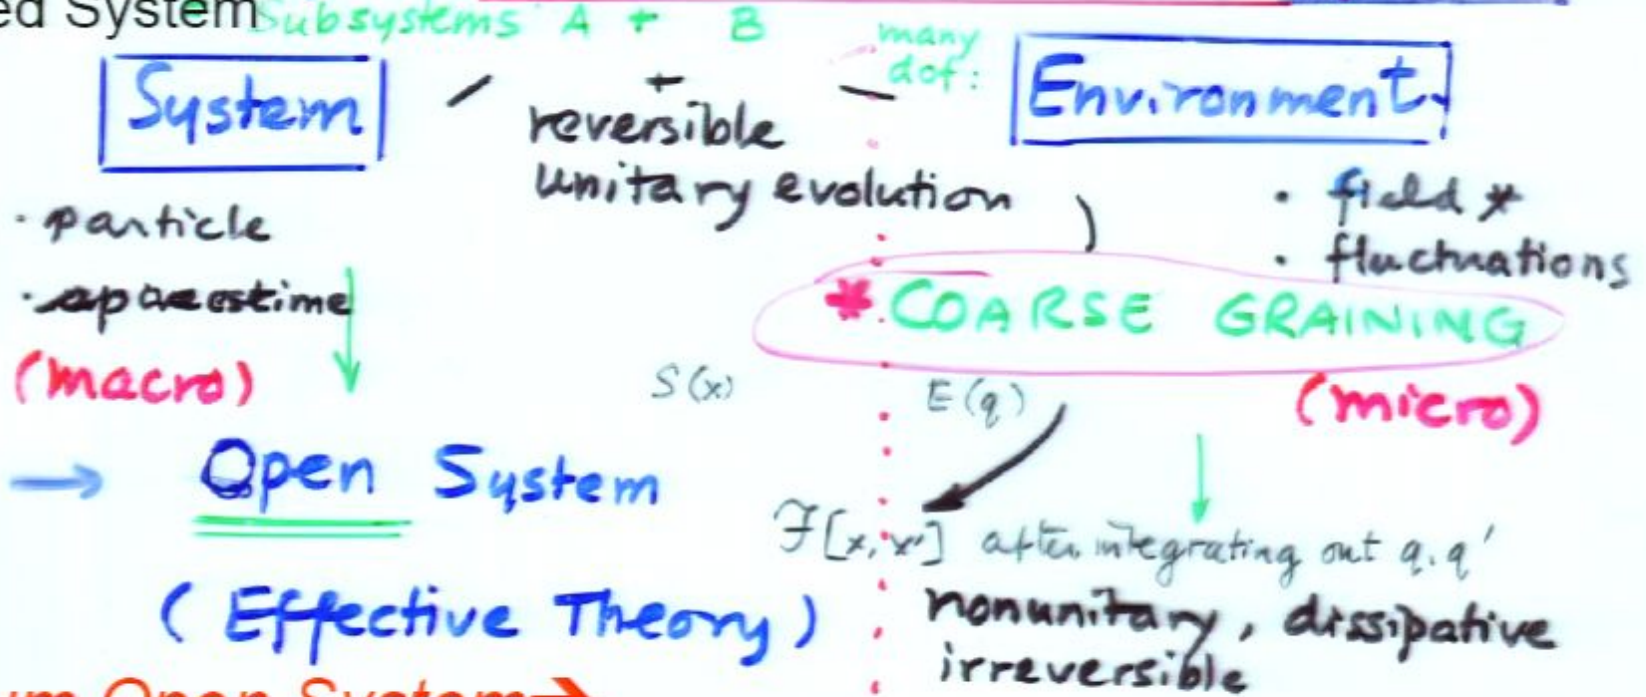 ed System
Subsystems A + B
many
dof:
System
+
reversible
unitary evolution
Environment
· particle
· spacetime
(macro)
· field *
· fluctuations
* COARSE GRAINING
(micro)
S(x)
E(q)
→ Open System
ℱ[x, x'] after integrating out q, q'
(Effective Theory)
nonunitary, dissipative
irreversible
um Open System→